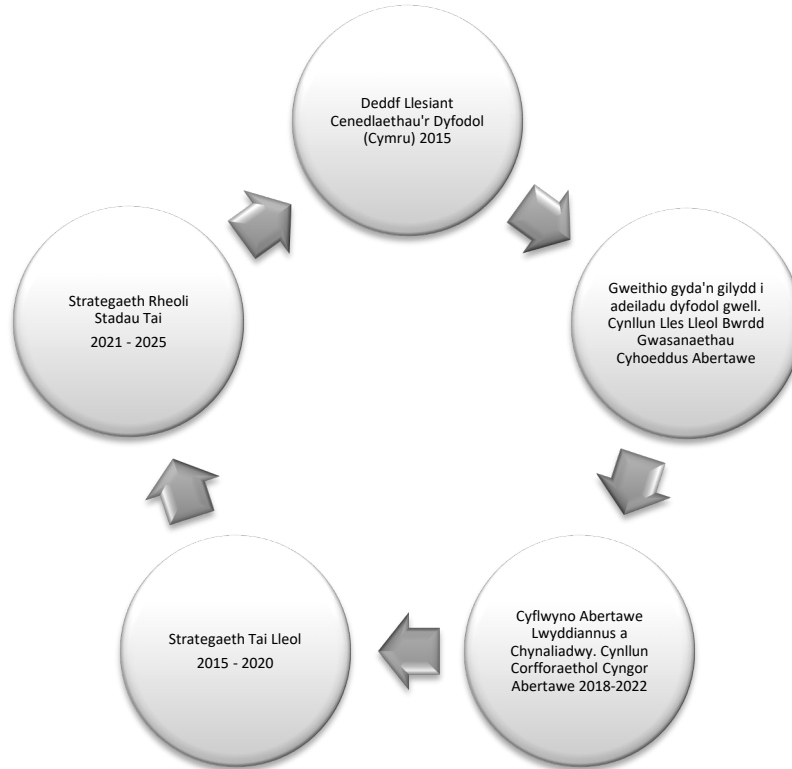 Deddf Llesiant
Cenedlaethau'r Dyfodol
(Cymru) 2015
Gweithio gyda'n gilydd i
adeiladu dyfodol gwell.
Cynllun Lles Lleol Bwrdd
Gwasanaethau
Cyhoeddus Abertawe
Cyflwyno Abertawe
Lwyddiannus a
Chynaliadwy. Cynllun
Corfforaethol Cyngor
Abertawe 2018-2022
Strategaeth Tai Lleol
2015 - 2020
Strategaeth Rheoli
Stadau Tai
2021 - 2025